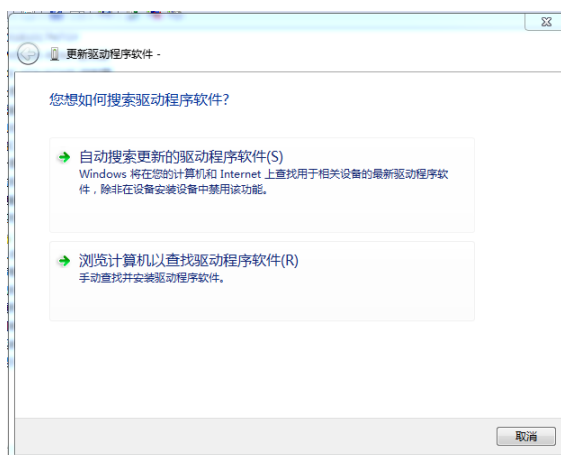 更新驱动程序软件 -
您想如何搜索驱动程序软件?
自动搜索更新的驱动程序软件(S)
Windows 将在您的计算机和 Internet 上查找用于相关设备的最新驱动程序软
件，除非在设备安装设备中禁用该功能。
浏览计算机以查找驱动程序软件(R)
手动查找并安装驱动程序软件。
取消